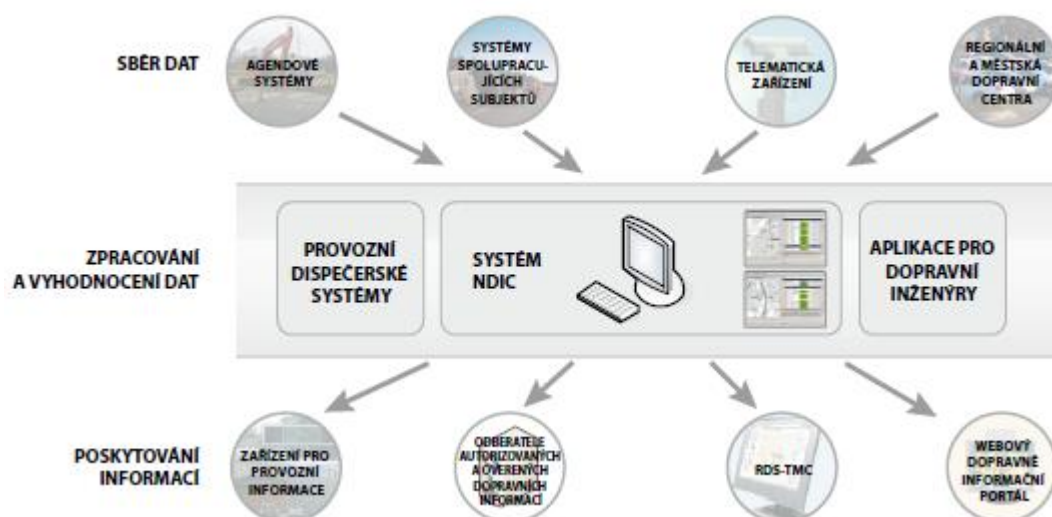 SBĚR DAT
AGENDOVÉ
SYSTÉMY
SYSTÉMY
SPOLUPRACU-
JÍCÍCH
SUBJEKTŮ
TELEMATICKÁ
ZAŘÍZENÍ
REGIONÁLNÍ
A MĚSTSKÁ
DOPRAVNÍ
CENTRA
ZPRACOVÁNÍ
A VYHODNOCENÍ DAT
PROVOZNÍ
DISPEČERSKÉ
SYSTÉMY
SYSTÉM
NDIC
APLIKACE PRO
DOPRAVNÍ
INŽENÝRY
POSKYTOVÁNÍ
INFORMACÍ
ZAŘÍZENÍ PRO
PROVOZNÍ
INFORMACE
ODBĚRATELE
AUTORIZOVANÝCH
A OVERENÝCH
DOPRAVNÍCH
INFORMACÍ
RDS-TMC
WEBOVÝ
DOPRAVNĚ
INFORMAČNÍ
PORTÁL